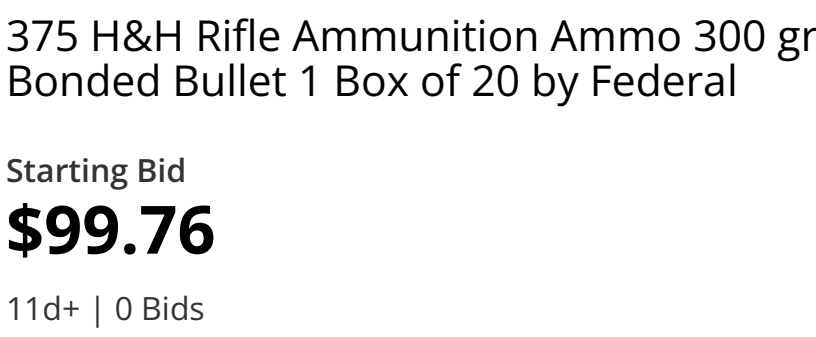 375 H&H Rifle Ammunition Ammo 300 gr
Bonded Bullet 1 Box of 20 by Federal
Starting Bid
$99.76
11d+ | 0 Bids